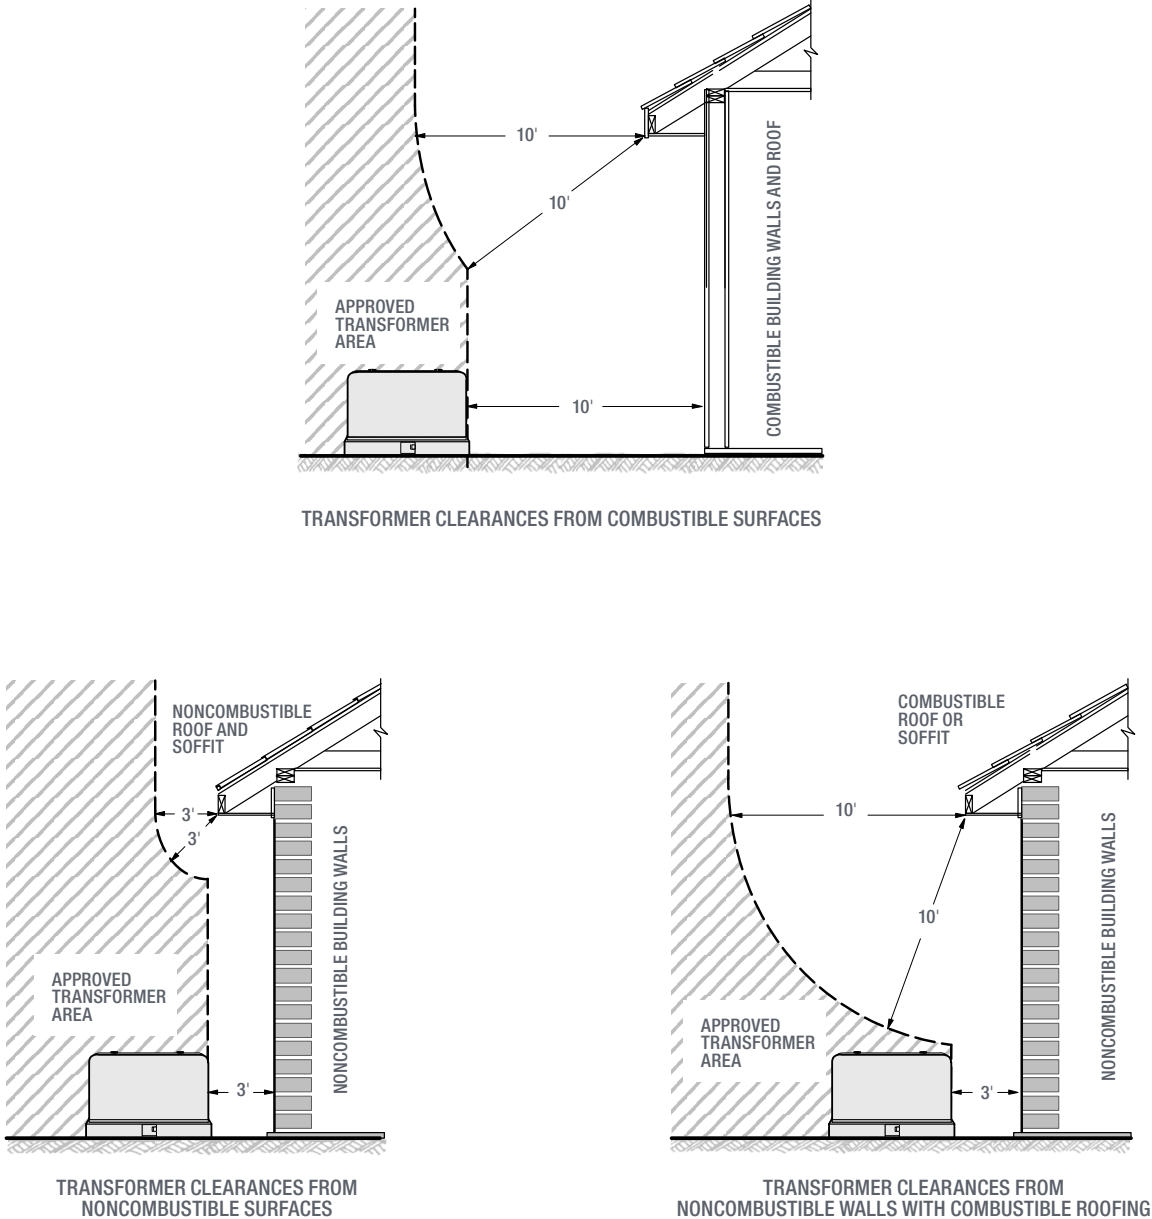 10'
10'
COMBUSTIBLE BUILDING WALLS AND ROOF
APPROVED
TRANSFORMER
AREA
10'
TRANSFORMER CLEARANCES FROM COMBUSTIBLE SURFACES
NONCOMBUSTIBLE
ROOF AND
SOFFIT
3'
3'
NONCOMBUSTIBLE BUILDING WALLS
APPROVED
TRANSFORMER
AREA
3'
TRANSFORMER CLEARANCES FROM
NONCOMBUSTIBLE SURFACES
COMBUSTIBLE
ROOF OR
SOFFIT
10'
10'
NONCOMBUSTIBLE BUILDING WALLS
APPROVED
TRANSFORMER
AREA
3'
TRANSFORMER CLEARANCES FROM
NONCOMBUSTIBLE WALLS WITH COMBUSTIBLE ROOFING